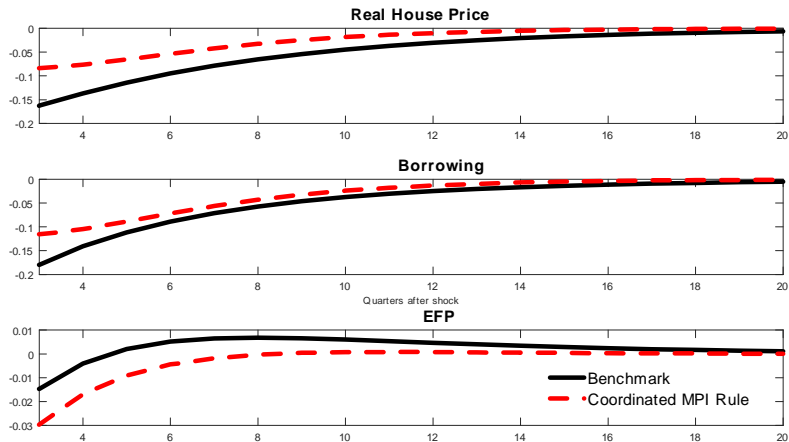 Real House Price
0
-0.05
-0.1
-0.15
-0.2
4 6 8 10 12 14 16 18 20
Borrowing
0
-0.05
-0.1
-0.15
-0.2
4 6 8 10 12 14 16 18 20
Quarters after shock
EFP
0.01
0
-0.01
-0.02
-0.03
Benchmark
Coordinated MPI Rule
4 6 8 10 12 14 16 18 20